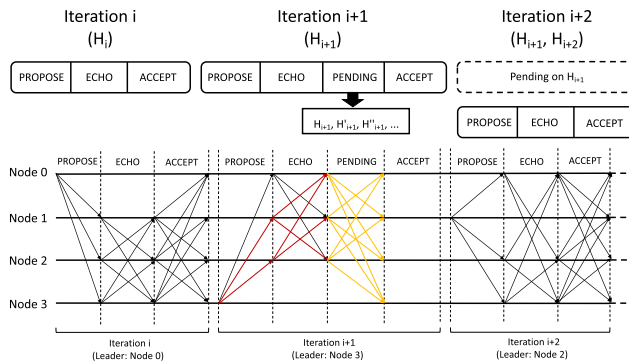 Iteration i
(Hi)
Iteration i+1
(Hi+1)
Iteration i+2
(Hi+1, Hi+2)
PROPOSE ECHO ACCEPT
PROPOSE ECHO PENDING ACCEPT
Pending on Hi+1
PROPOSE ECHO ACCEPT
Hi+1, H'i+1, H''i+1, ...
PROPOSE ECHO ACCEPT PROPOSE ECHO PENDING ACCEPT PROPOSE ECHO ACCEPT
Node 0
Node 1
Node 2
Node 3
Iteration i
(Leader: Node 0)
Iteration i+1
(Leader: Node 3)
Iteration i+2
(Leader: Node 2)